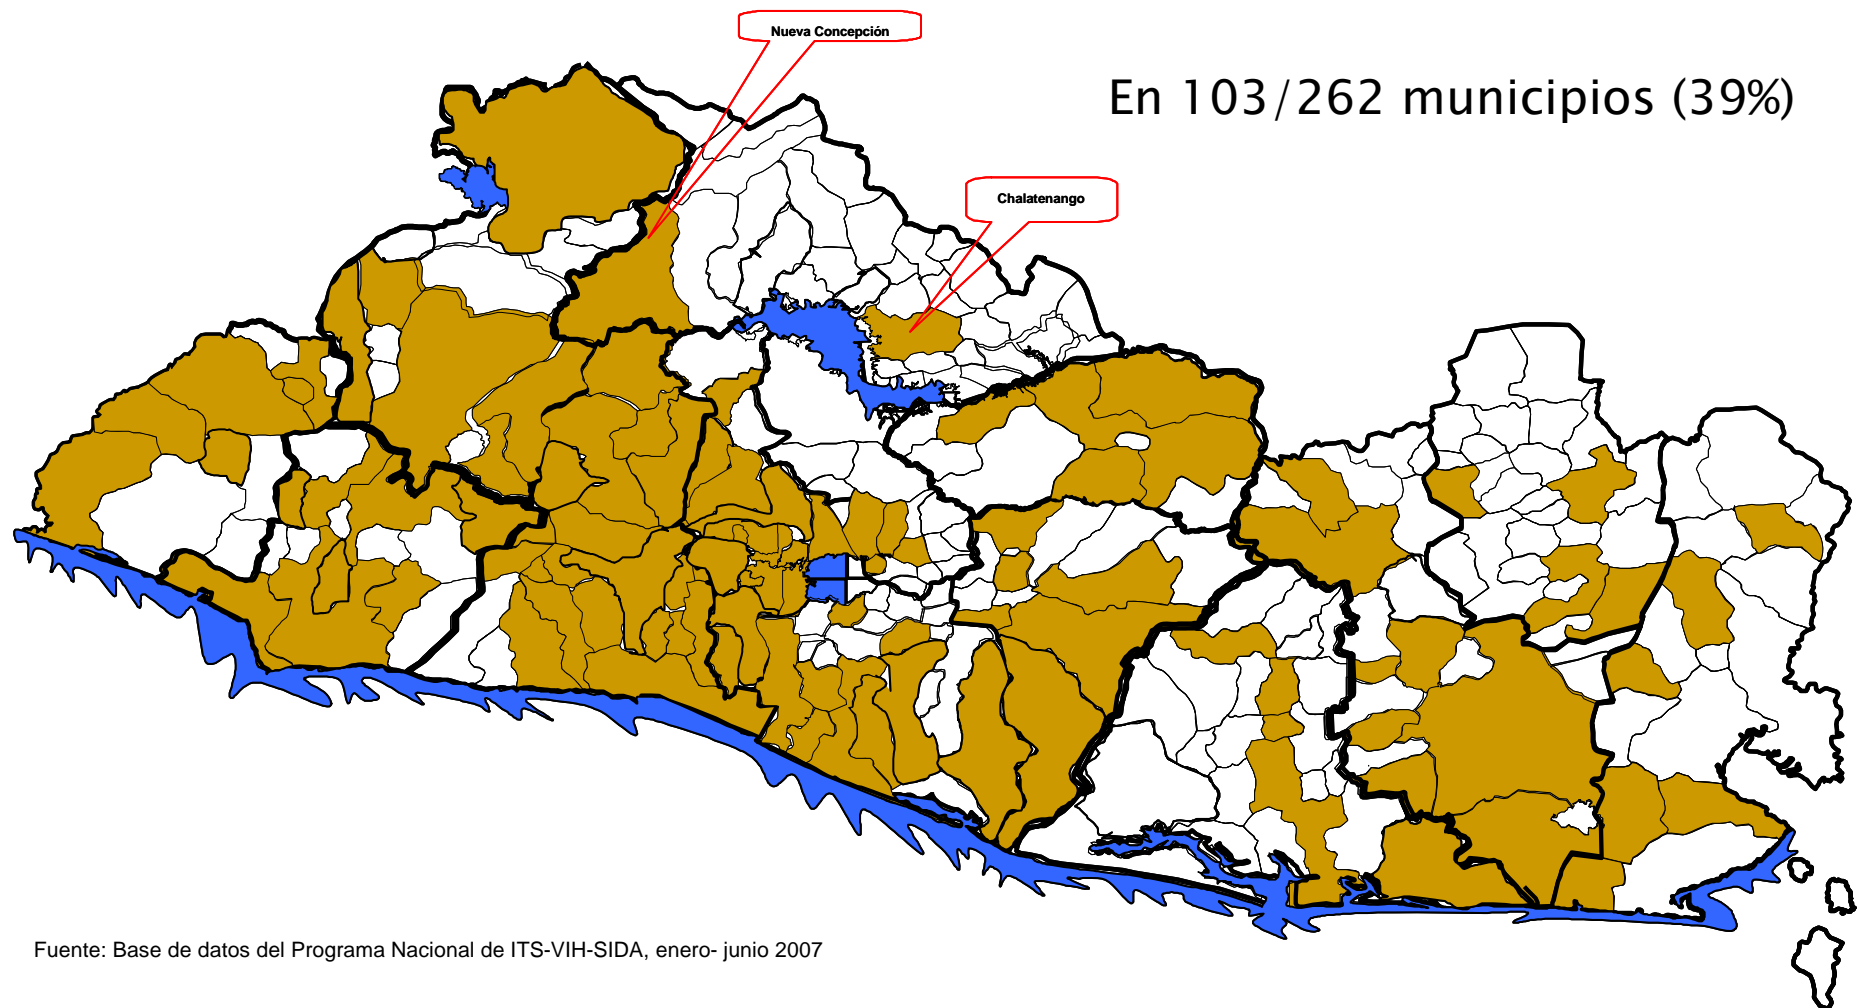 Nueva Concepción
En 103/262 municipios (39%)
Chalatenango
Fuente: Base de datos del Programa Nacional de ITS-VIH-SIDA, enero- junio 2007